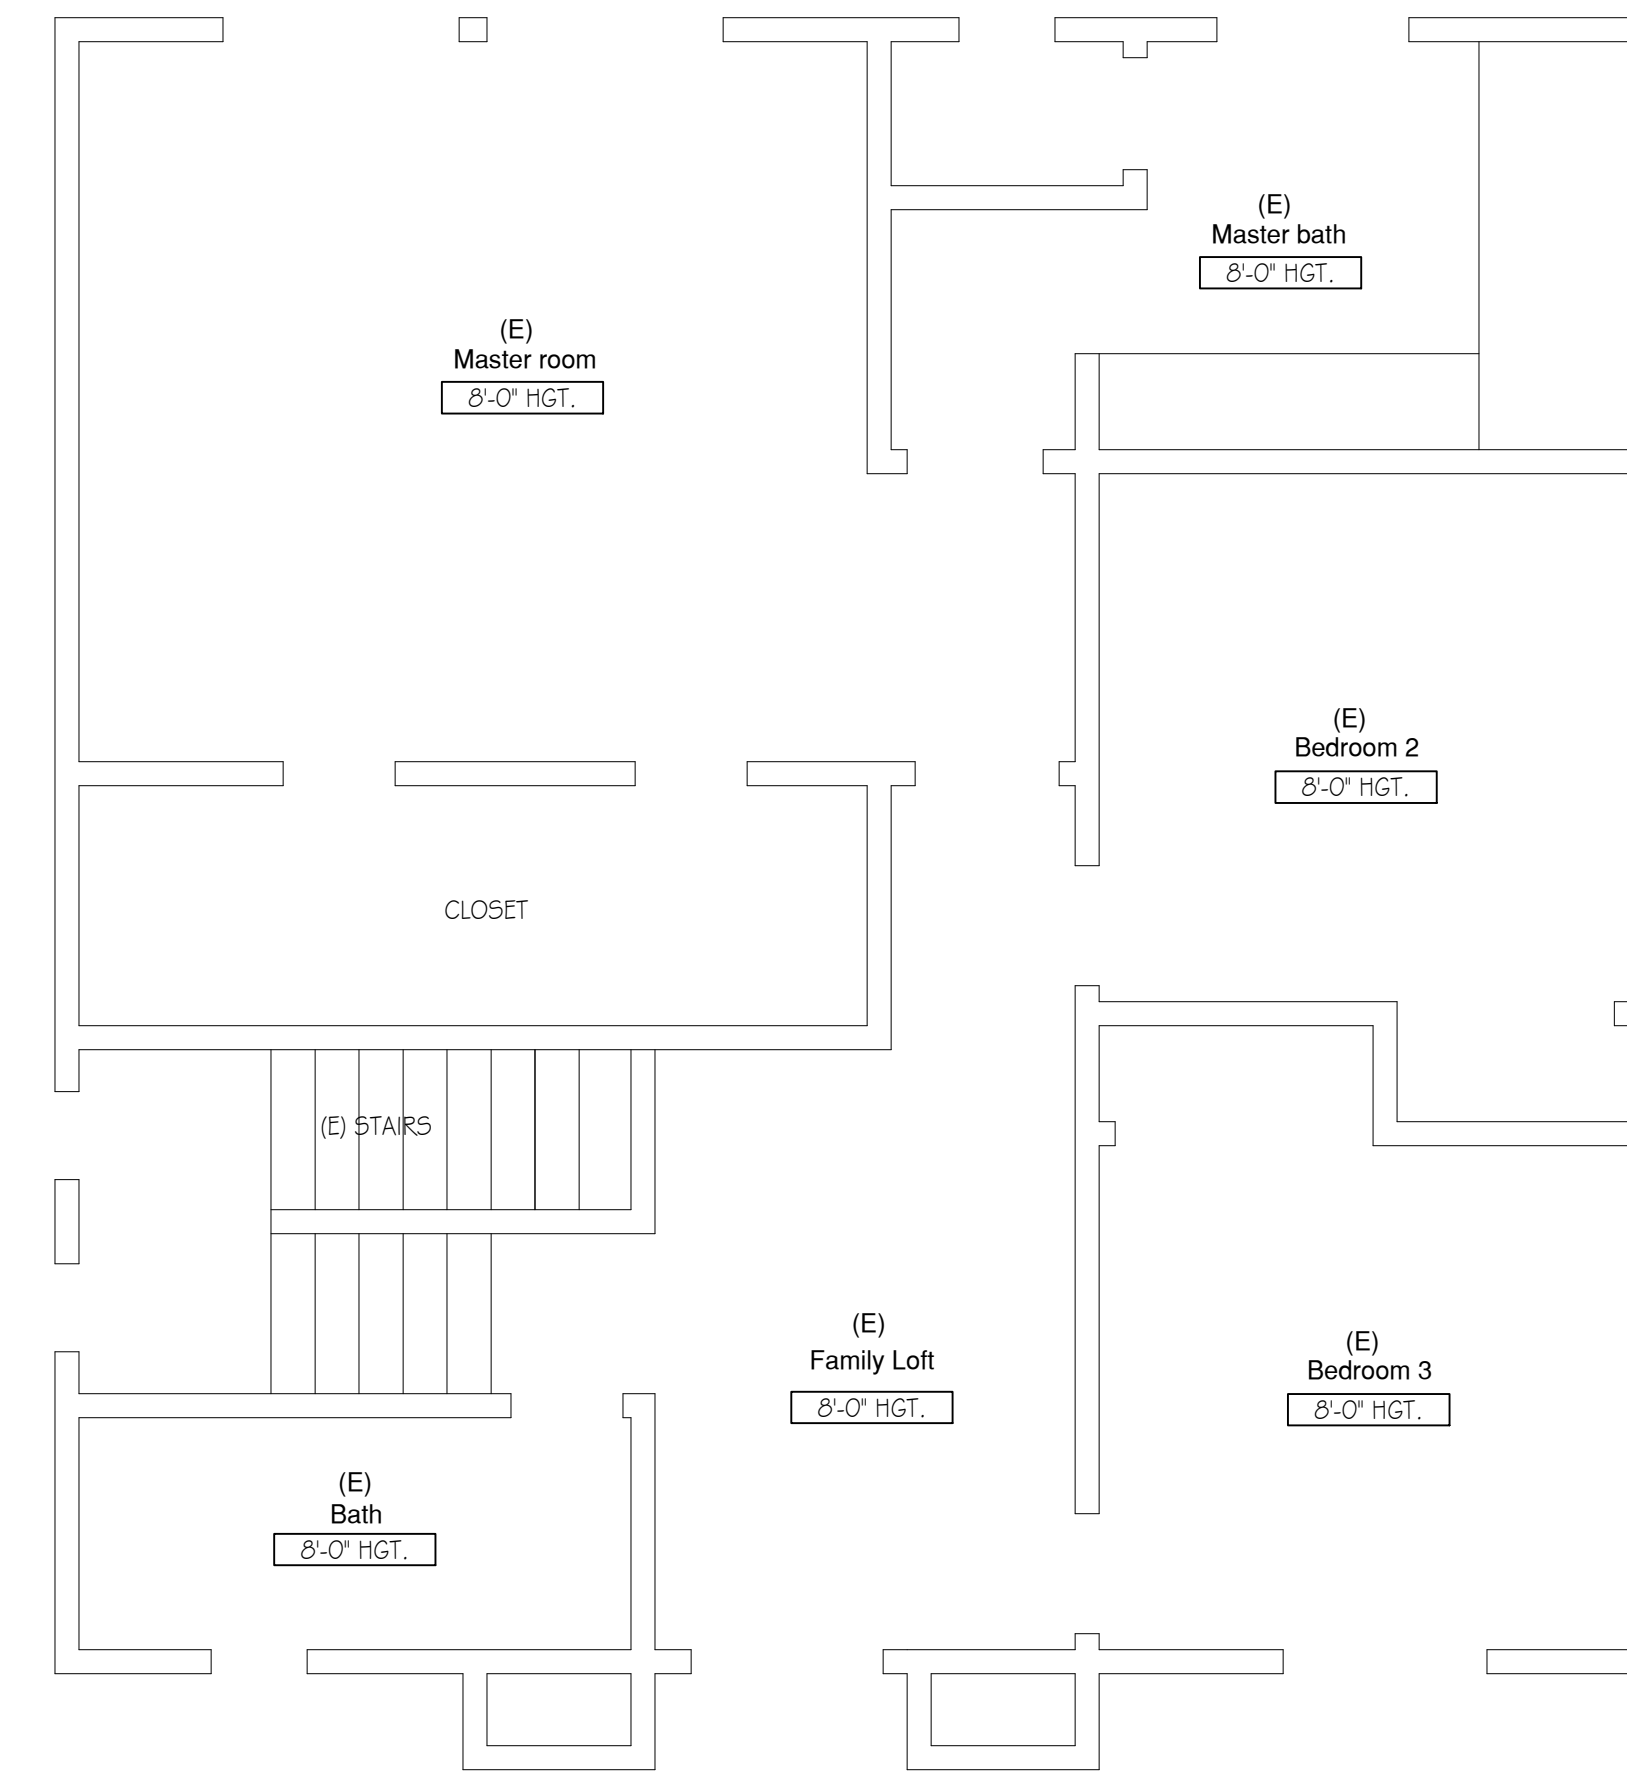 (E)
Master bath
8'-0" HGT.
(E)
Master room
8'-0" HGT.
(E)
Bedroom 2
8'-0" HGT.
CLOSET
(E) STAIRS
(E)
Family Loft
8'-0" HGT.
(E)
Bedroom 3
8'-0" HGT.
(E)
Bath
8'-0" HGT.